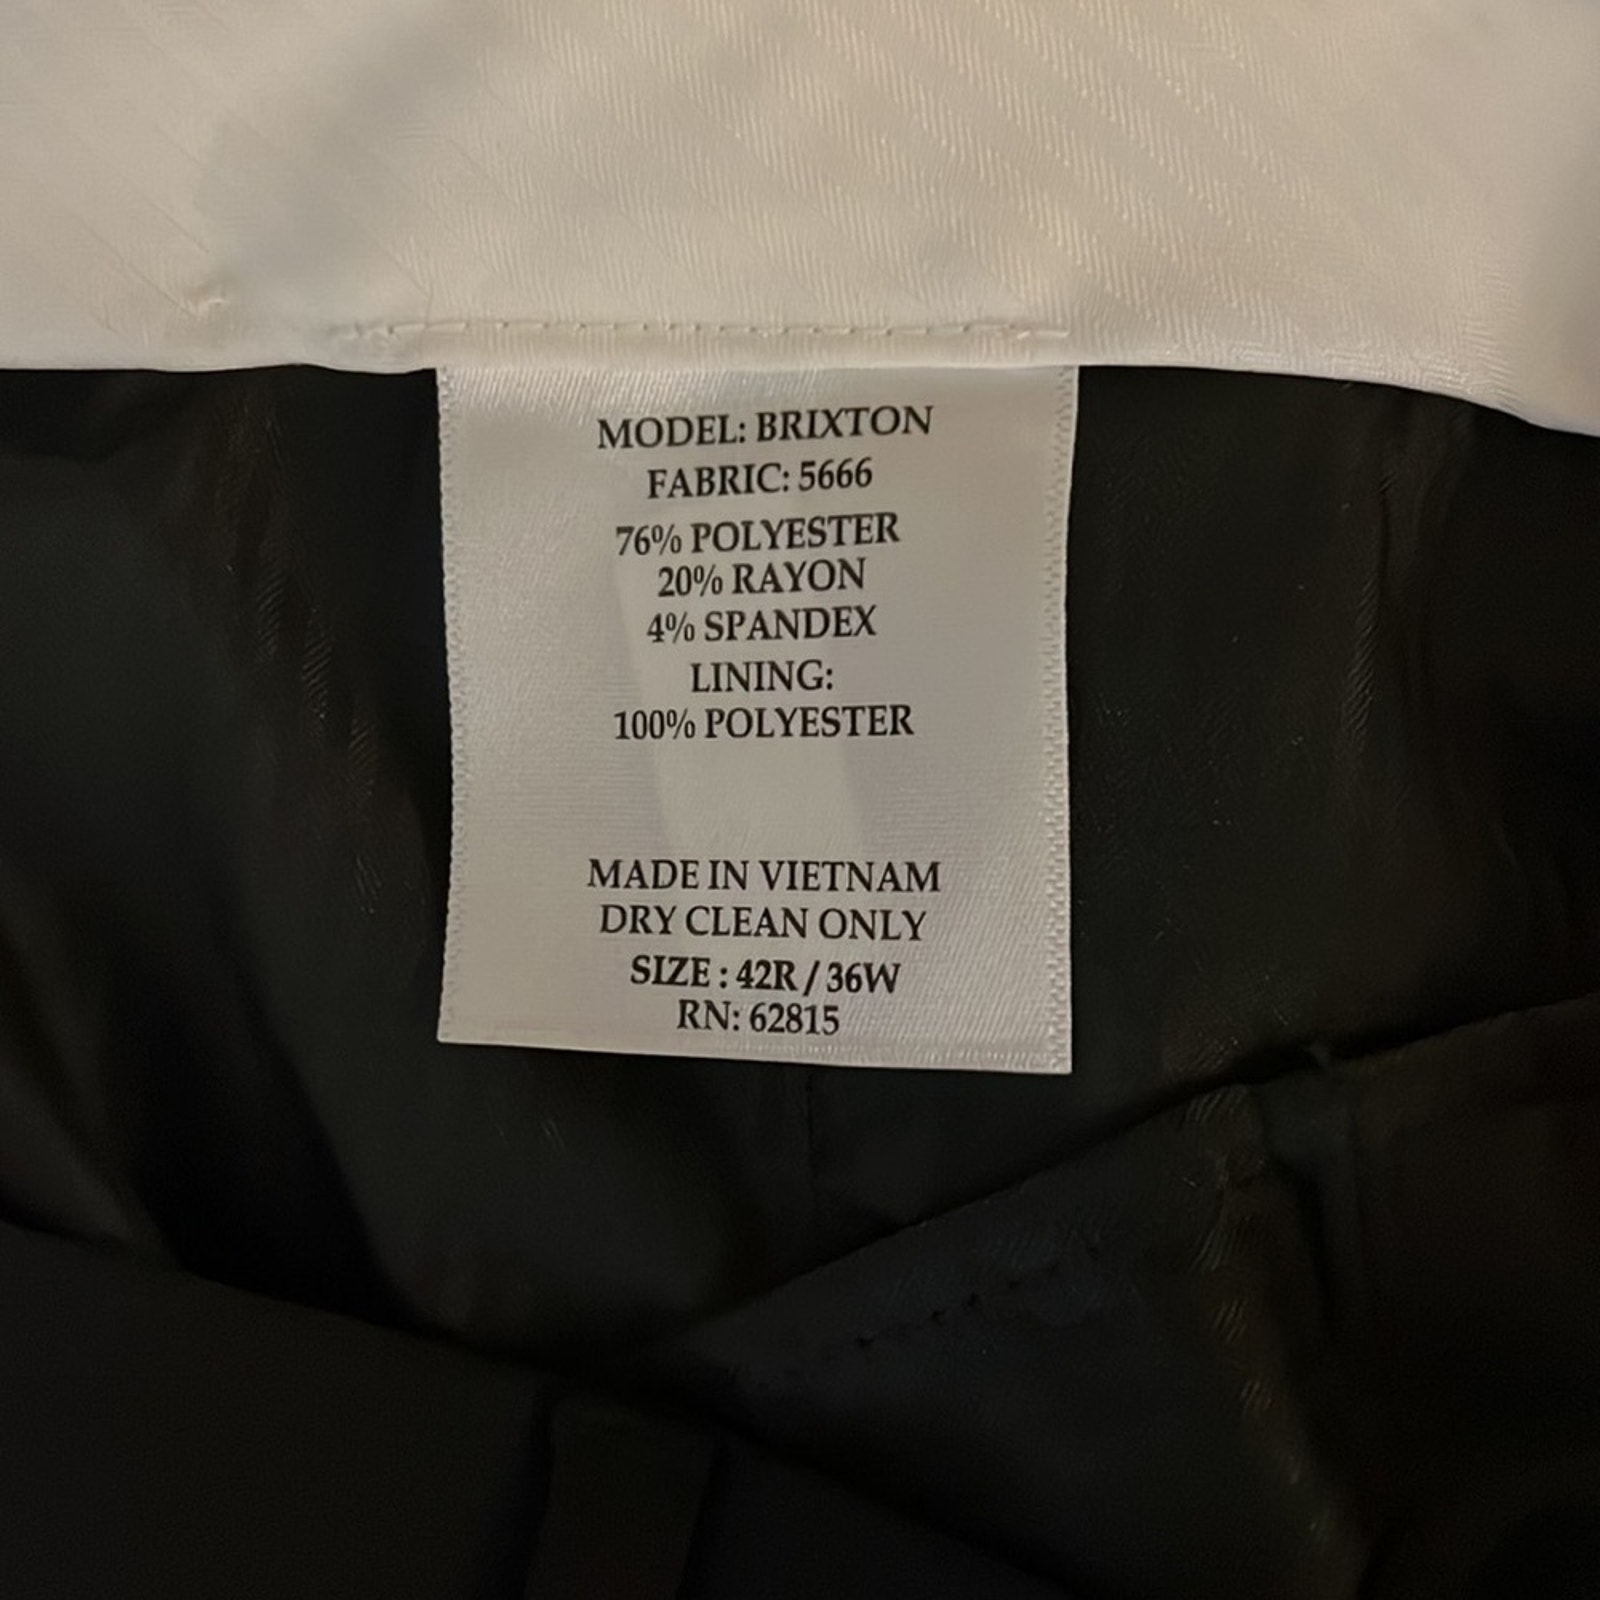 MODEL: BRIXTON
FABRIC: 5666
76% POLYESTER
20% RAYON
4% SPANDEX
LINING:
100% POLYESTER
MADE IN VIETNAM
DRY CLEAN ONLY
SIZE : 42R / 36W
RN: 62815